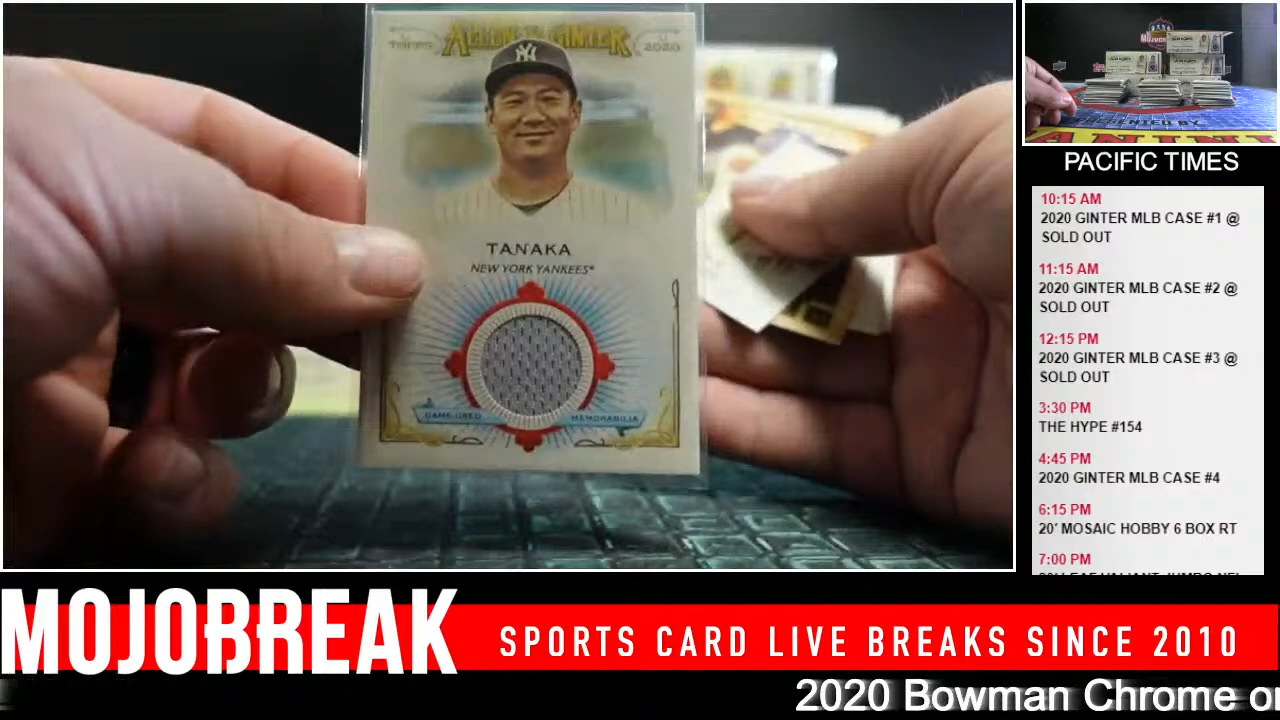 TOPPS
ALLEN & GINTER
2020
NY
TANAKA
NEW YORK YANKEES
GAME-USED
MEMORABILIA
PACIFIC TIMES
10:15 AM
2020 GINTER MLB CASE #1 @
SOLD OUT
11:15 AM
2020 GINTER MLB CASE #2 @
SOLD OUT
12:15 PM
2020 GINTER MLB CASE #3 @
SOLD OUT
3:30 PM
THE HYPE #154
4:45 PM
2020 GINTER MLB CASE #4
6:15 PM
20' MOSAIC HOBBY 6 BOX RT
7:00 PM
MOJOBREAK
SPORTS CARD LIVE BREAKS SINCE 2010
2020 Bowman Chrome or